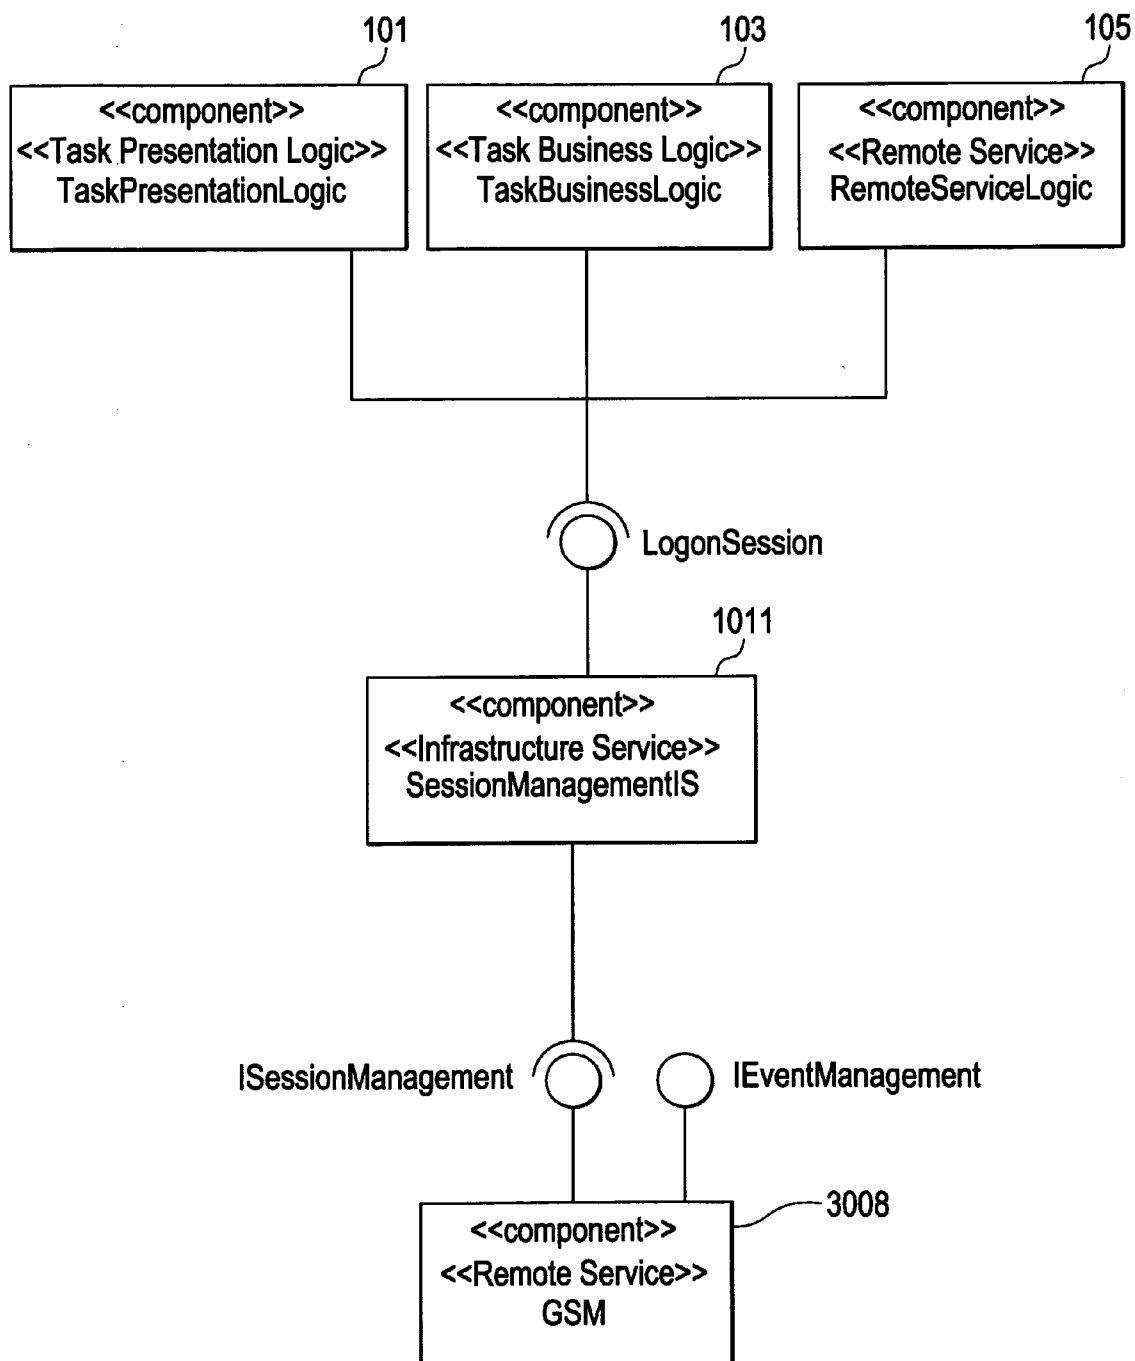 101
103
105
<<component>>
<<Task Presentation Logic>>
TaskPresentationLogic
<<component>>
<<Task Business Logic>>
TaskBusinessLogic
<<component>>
<<Remote Service>>
RemoteServiceLogic
LogonSession
1011
<<component>>
<<Infrastructure Service>>
SessionManagementIS
ISessionManagement
IEventManagement
3008
<<component>>
<<Remote Service>>
GSM